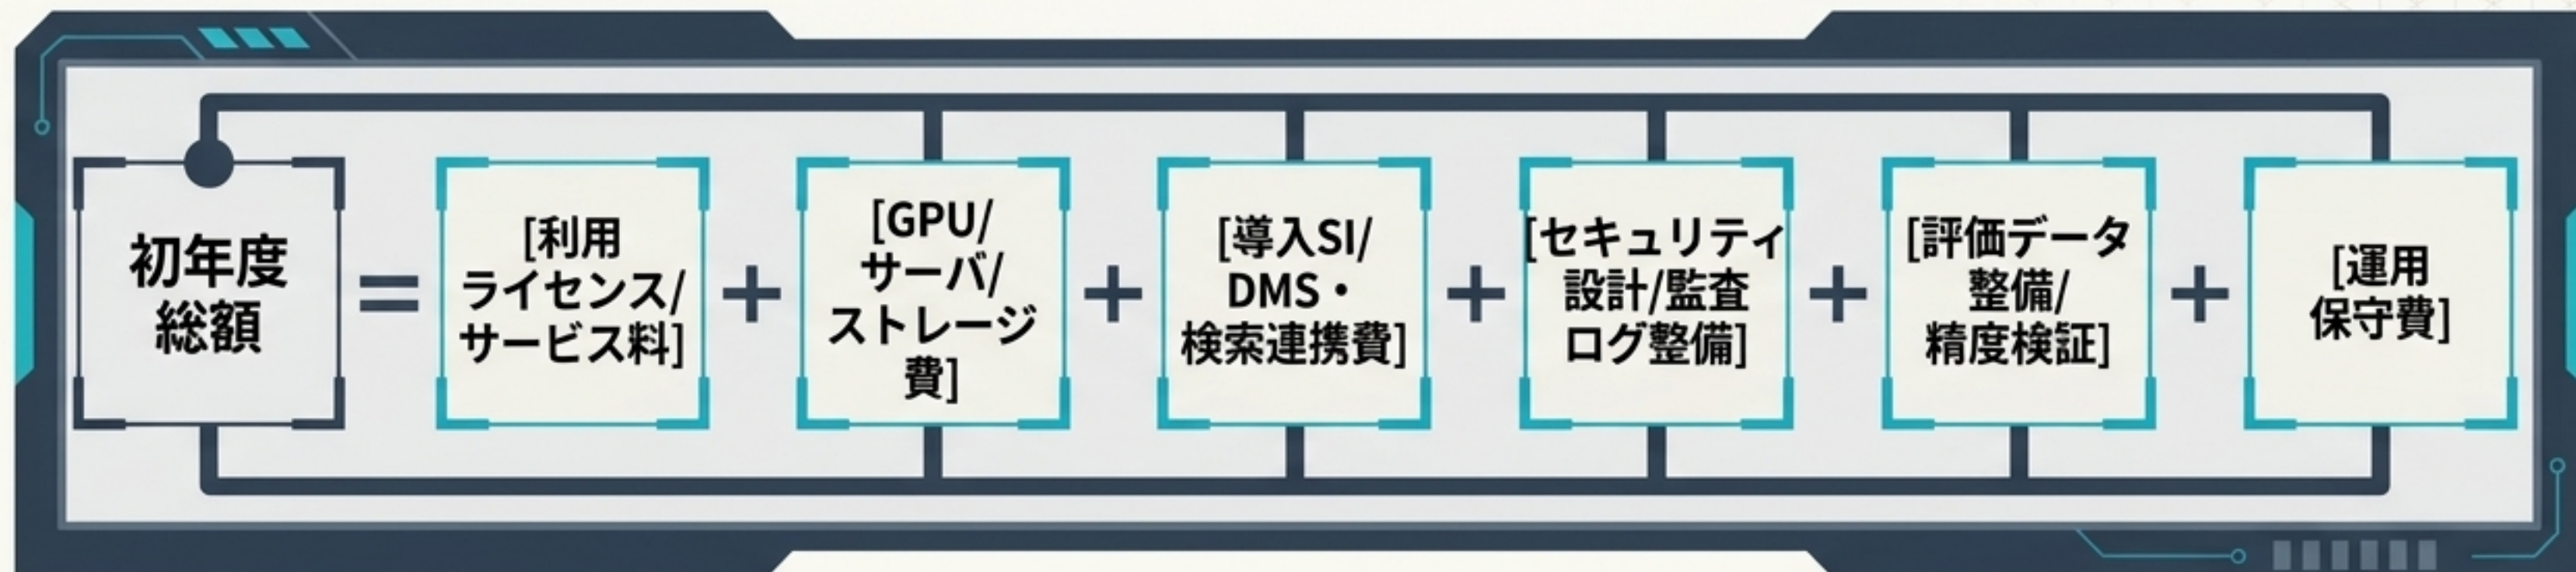 初年度
総額
=
[利用
ライセンス/
サービス料]
+
[GPU/
サーバ/
ストレージ
費]
+
[導入SI/
DMS・
検索連携費]
+
[セキュリティ
設計/監査
ログ整備]
+
[評価データ
整備/
精度検証]
+
[運用
保守費]